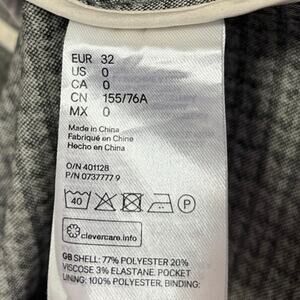 EUR 32
US 0
CA 0
CN 155/76A
MX 0
Made in China
Fabriqué en Chine
Hecho en China
O/N 401128
P/N 0737777 9
40
P
clevercare.info
GB SHELL: 77% POLYESTER 20%
VISCOSE 3% ELASTANE, POCKET
LINING: 100% POLYESTER, BINDING: